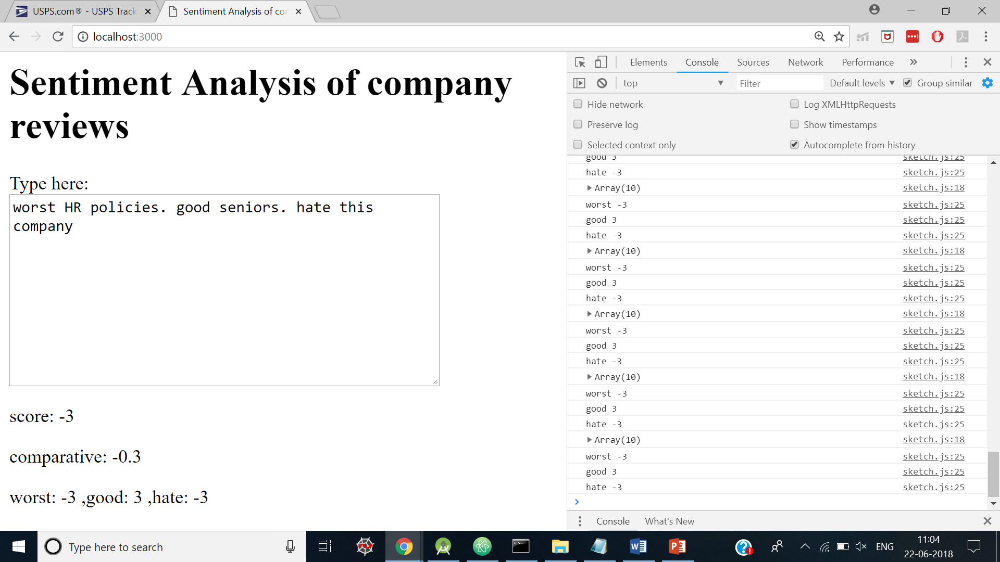 USPS.com® - USPS Track
Sentiment Analysis of cor
localhost:3000
Sentiment Analysis of company
reviews
Type here:
worst HR policies. good seniors. hate this
company
score: -3
comparative: -0.3
worst: -3 ,good: 3 ,hate: -3
Elements Console Sources Network Performance »
top Filter Default levels Group similar
Hide network Log XMLHttpRequests
Preserve log Show timestamps
Selected context only Autocomplete from history
good 3 sketch.js:25
hate -3 sketch.js:25
Array(10) sketch.js:18
worst -3 sketch.js:25
good 3 sketch.js:25
hate -3 sketch.js:25
Array(10) sketch.js:18
worst -3 sketch.js:25
good 3 sketch.js:25
hate -3 sketch.js:25
Array(10) sketch.js:18
worst -3 sketch.js:25
good 3 sketch.js:25
hate -3 sketch.js:25
Array(10) sketch.js:18
worst -3 sketch.js:25
good 3 sketch.js:25
hate -3 sketch.js:25
Array(10) sketch.js:18
worst -3 sketch.js:25
good 3 sketch.js:25
hate -3 sketch.js:25
Console What's New
Type here to search
ENG
11:04
22-06-2018